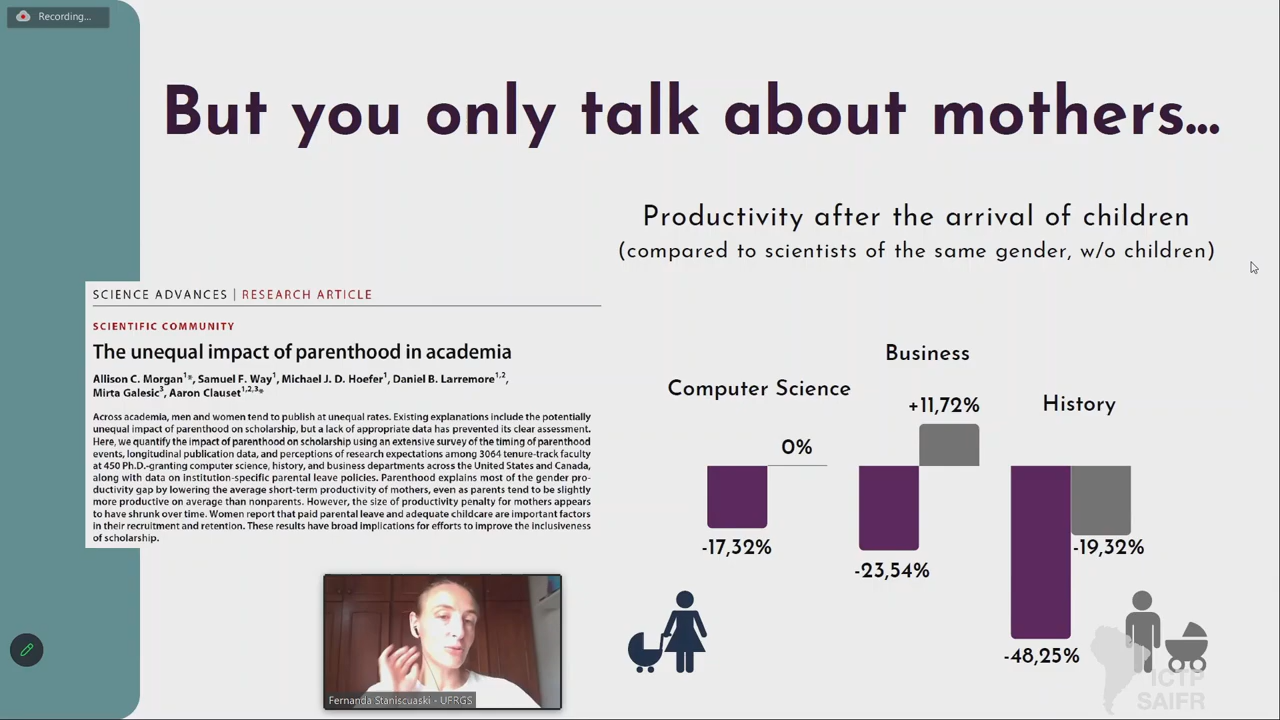 Recording...
But you only talk about mothers...
Productivity after the arrival of children
(compared to scientists of the same gender, w/o children)
SCIENCE ADVANCES | RESEARCH ARTICLE
SCIENTIFIC COMMUNITY
The unequal impact of parenthood in academia
Allison C. Morgan1*, Samuel F. Way1, Michael J. D. Hoefer1, Daniel B. Larremore1,2,
Mirta Galesic3, Aaron Clauset1,2,3*
Across academia, men and women tend to publish at unequal rates. Existing explanations include the potentially
unequal impact of parenthood on scholarship, but a lack of appropriate data has prevented its clear assessment.
Here, we quantify the impact of parenthood on scholarship using an extensive survey of the timing of parenthood
events, longitudinal publication data, and perceptions of research expectations among 3064 tenure-track faculty
at 450 Ph.D.-granting computer science, history, and business departments across the United States and Canada,
along with data on institution-specific parental leave policies. Parenthood explains most of the gender pro-
ductivity gap by lowering the average short-term productivity of mothers, even as parents tend to be slightly
more productive on average than nonparents. However, the size of productivity penalty for mothers appears
to have shrunk over time. Women report that paid parental leave and adequate childcare are important factors
in their recruitment and retention. These results have broad implications for efforts to improve the inclusiveness
of scholarship.
Computer Science
0%
-17,32%
Business
+11,72%
-23,54%
History
-19,32%
-48,25%
Fernanda Staniscuaski - UFRGS
ICTP
SAIFR